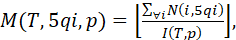 M(T, 5qi, p) = ⌊∑∀i N(i, 5qi) / I(T, p)⌋,